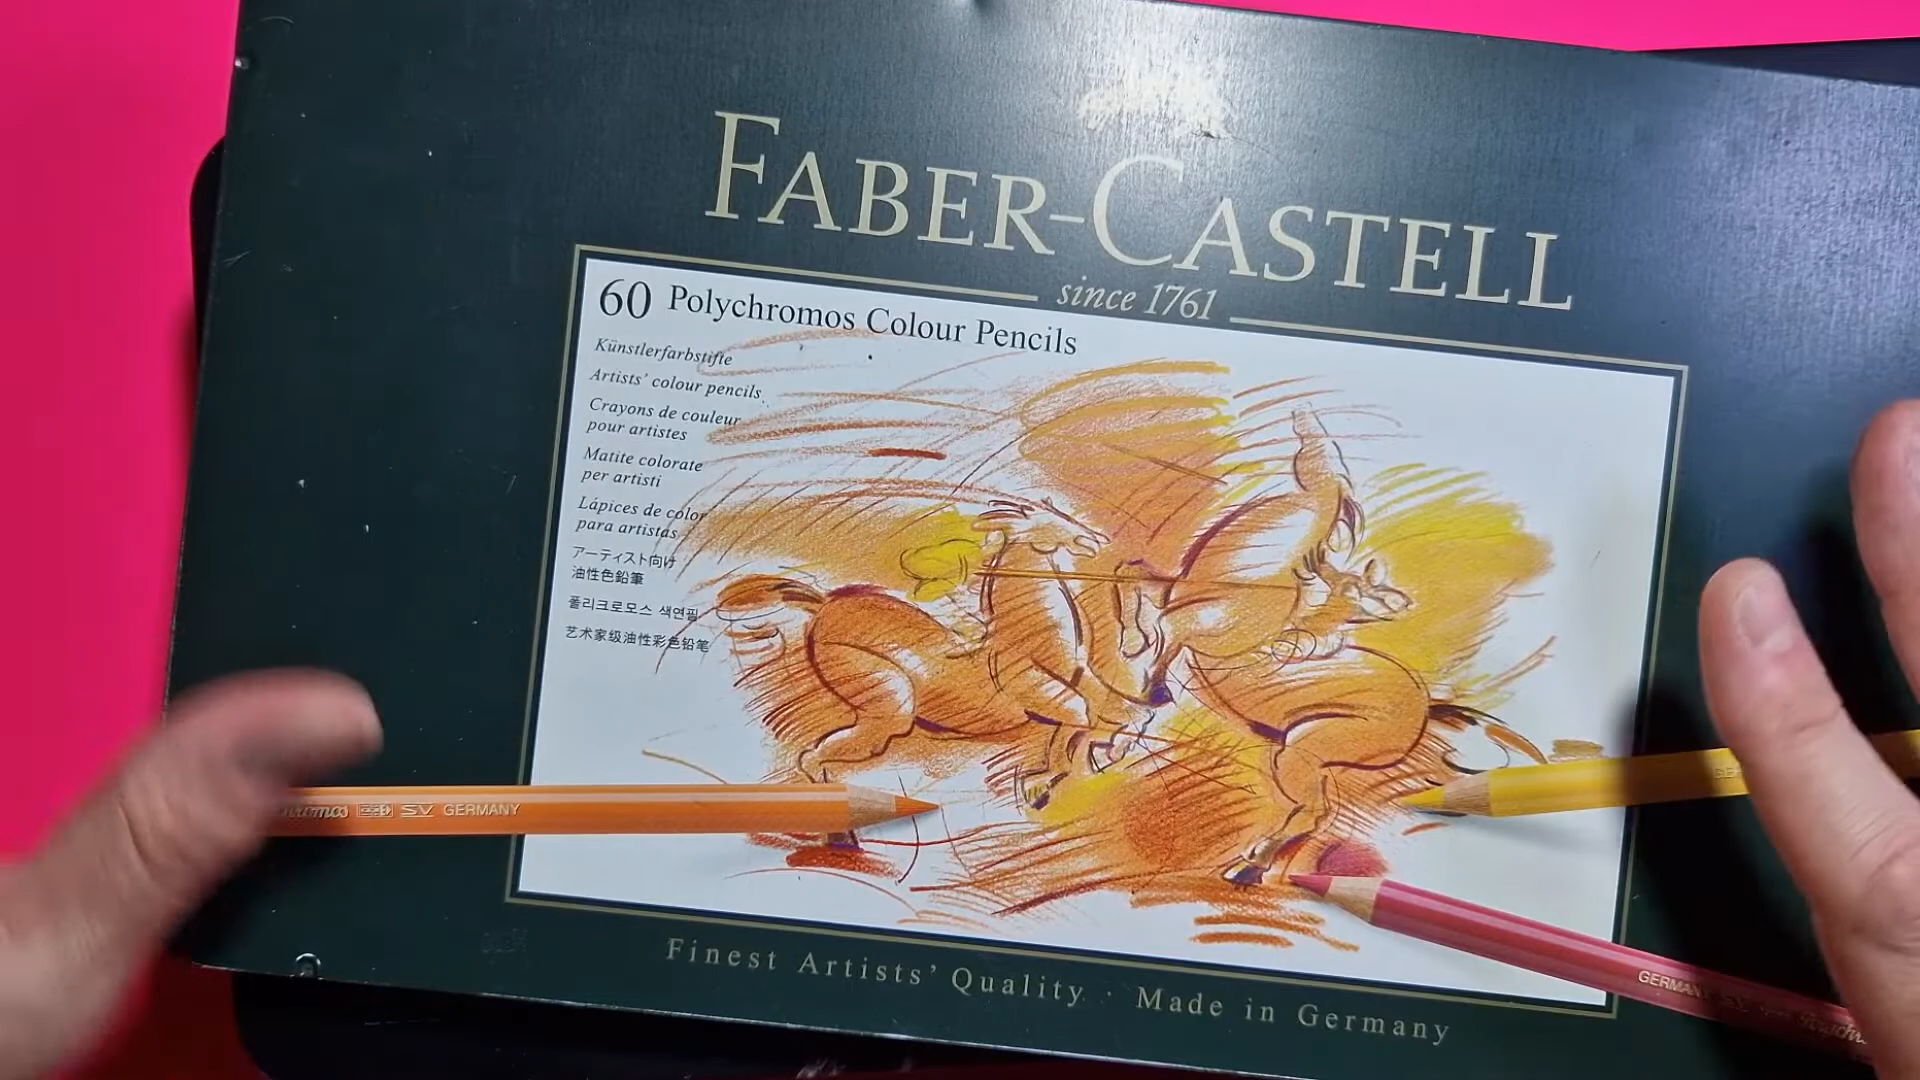 FABER-CASTELL
since 1761
60 Polychromos Colour Pencils
Künstlerfarbstifte
Artists' colour pencils
Crayons de couleur
pour artistes
Matite colorate
per artisti
Lápices de color
para artistas
アーティスト向け
油性色鉛筆
폴리크로모스 색연필
艺术家级油性彩色铅笔
SV GERMANY
GERMANY SV
Finest Artists' Quality · Made in Germany